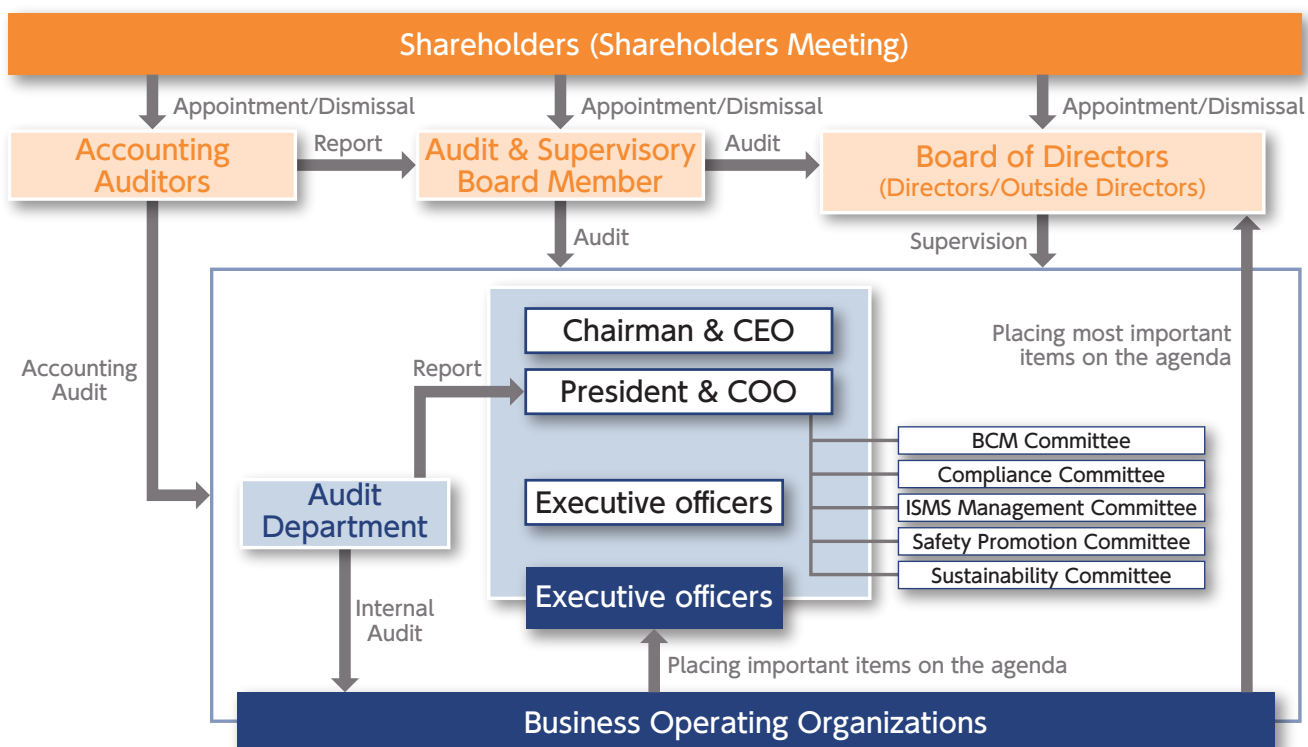 Shareholders (Shareholders Meeting)
Appointment/Dismissal
Appointment/Dismissal
Appointment/Dismissal
Accounting
Auditors
Report
Audit & Supervisory
Board Member
Audit
Board of Directors
(Directors/Outside Directors)
Audit
Supervision
Accounting
Audit
Chairman & CEO
Placing most important
items on the agenda
Report
President & COO
BCM Committee
Compliance Committee
ISMS Management Committee
Safety Promotion Committee
Sustainability Committee
Audit
Department
Executive officers
Executive officers
Internal
Audit
Placing important items on the agenda
Business Operating Organizations